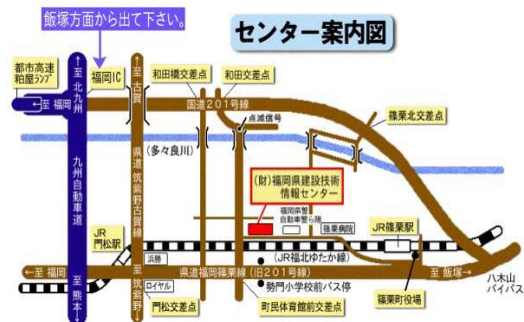 飯塚方面から出て下さい。
センター案内図
都市高速
粕屋ランプ
←至 福岡
←至 北九州
福岡IC
←至 古賀
和田橋交差点
和田交差点
国道201号線
点滅信号
篠栗北交差点
(多々良川)
九州自動車道
県道 筑紫野古賀線
(財)福岡県建設技術
情報センター
福岡県警
自動車警ら隊
篠栗病院
JR篠栗駅
JR
門松駅
浜勝
(JR福北ゆたか線)
←至 福岡
県道福岡篠栗線(旧201号線)
至 飯塚→
至 熊本→
至 筑紫野→
ロイヤル
勢門小学校前バス停
門松交差点
町民体育館前交差点
篠栗町役場
八木山
バイパス